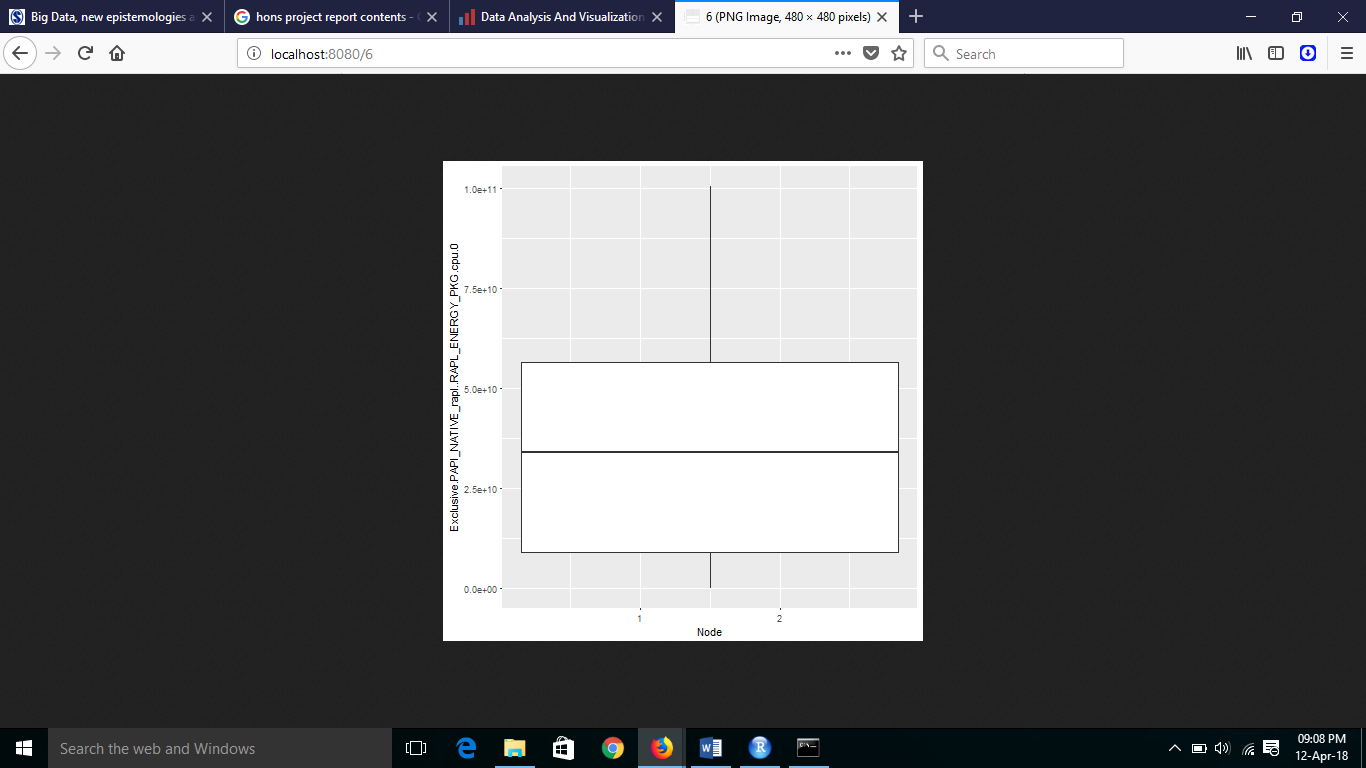 Big Data, new epistemologies a
hons project report contents - G
Data Analysis And Visualization
6 (PNG Image, 480 × 480 pixels)
localhost:8080/6
Search
1.0e+11
7.5e+10
5.0e+10
2.5e+10
0.0e+00
Exclusive.PAPI_NATIVE_rapl..RAPL_ENERGY_PKG.cpu.0
1 2
Node
Search the web and Windows
09:08 PM
12-Apr-18